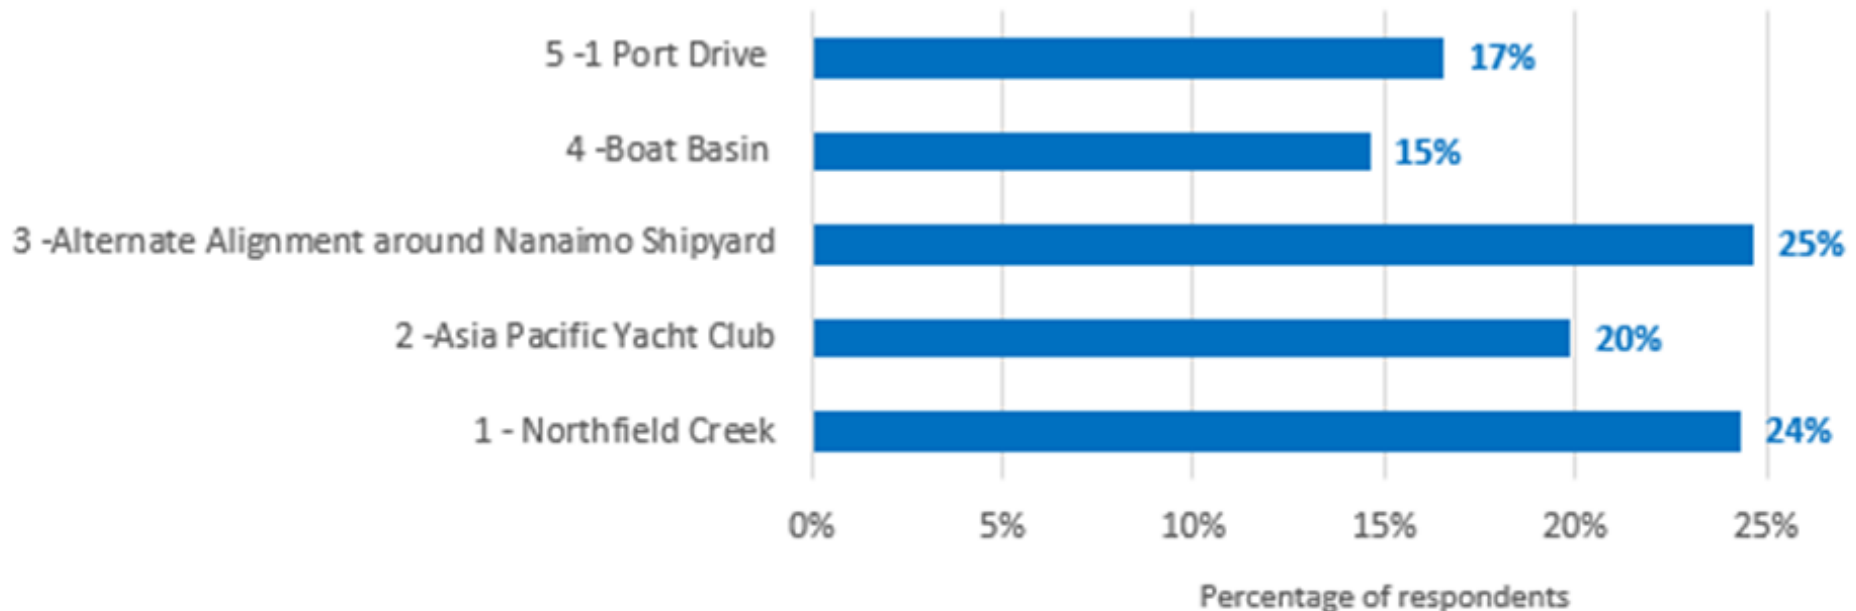 5 -1 Port Drive 17%
4 -Boat Basin 15%
3 -Alternate Alignment around Nanaimo Shipyard 25%
2 -Asia Pacific Yacht Club 20%
1 - Northfield Creek 24%
0% 5% 10% 15% 20% 25%
Percentage of respondents